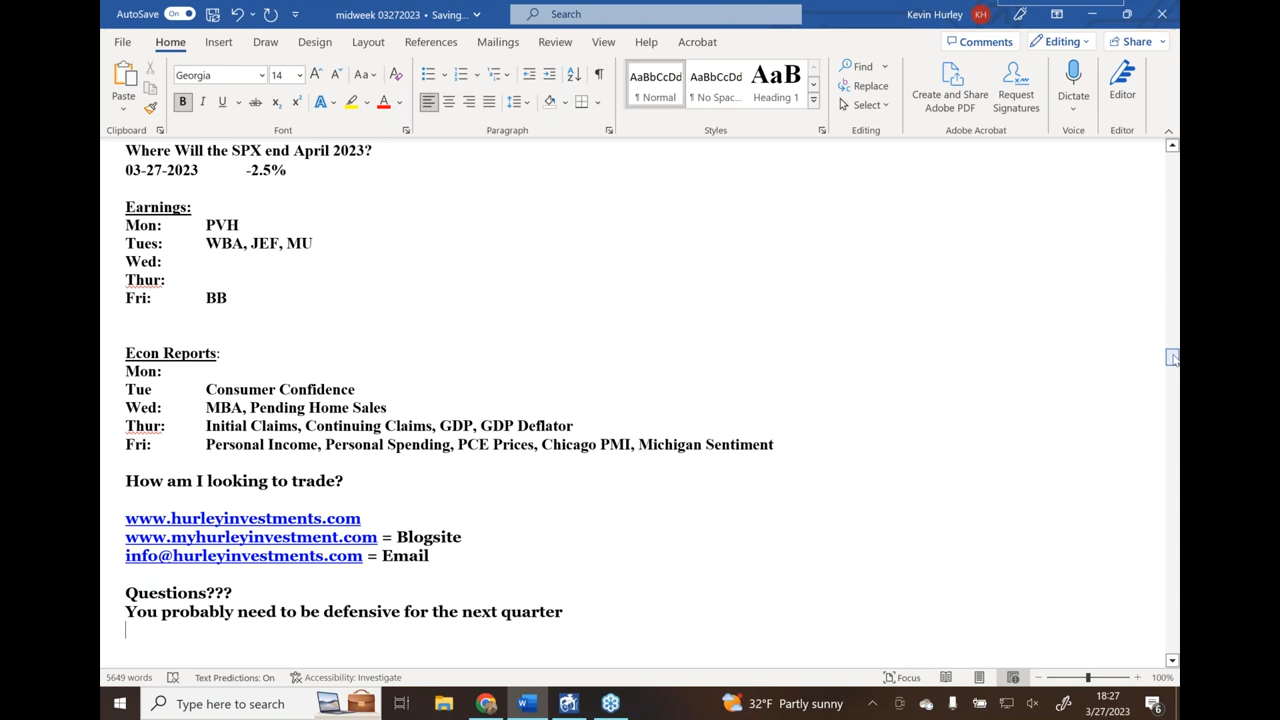 AutoSave On midweek 03272023 • Saving... Search Kevin Hurley KH
File Home Insert Draw Design Layout References Mailings Review View Help Acrobat Comments Editing Share
Georgia 14 Aa
Paste
B I U ab x₂ x² A A
AaBbCcDd AaBbCcDd AaBbC
¶ Normal ¶ No Spac... Heading 1
Find
Replace
Select
Create and Share Adobe PDF
Request Signatures
Dictate
Editor
Clipboard Font Paragraph Styles Editing Adobe Acrobat Voice Editor
Where Will the SPX end April 2023?
03-27-2023 -2.5%
Earnings:
Mon: PVH
Tues: WBA, JEF, MU
Wed:
Thur:
Fri: BB
Econ Reports:
Mon:
Tue Consumer Confidence
Wed: MBA, Pending Home Sales
Thur: Initial Claims, Continuing Claims, GDP, GDP Deflator
Fri: Personal Income, Personal Spending, PCE Prices, Chicago PMI, Michigan Sentiment
How am I looking to trade?
www.hurleyinvestments.com
www.myhurleyinvestment.com = Blogsite
info@hurleyinvestments.com = Email
Questions???
You probably need to be defensive for the next quarter
5649 words Text Predictions: On Accessibility: Investigate Focus 100%
Type here to search 32°F Partly sunny 18:27
3/27/2023 6